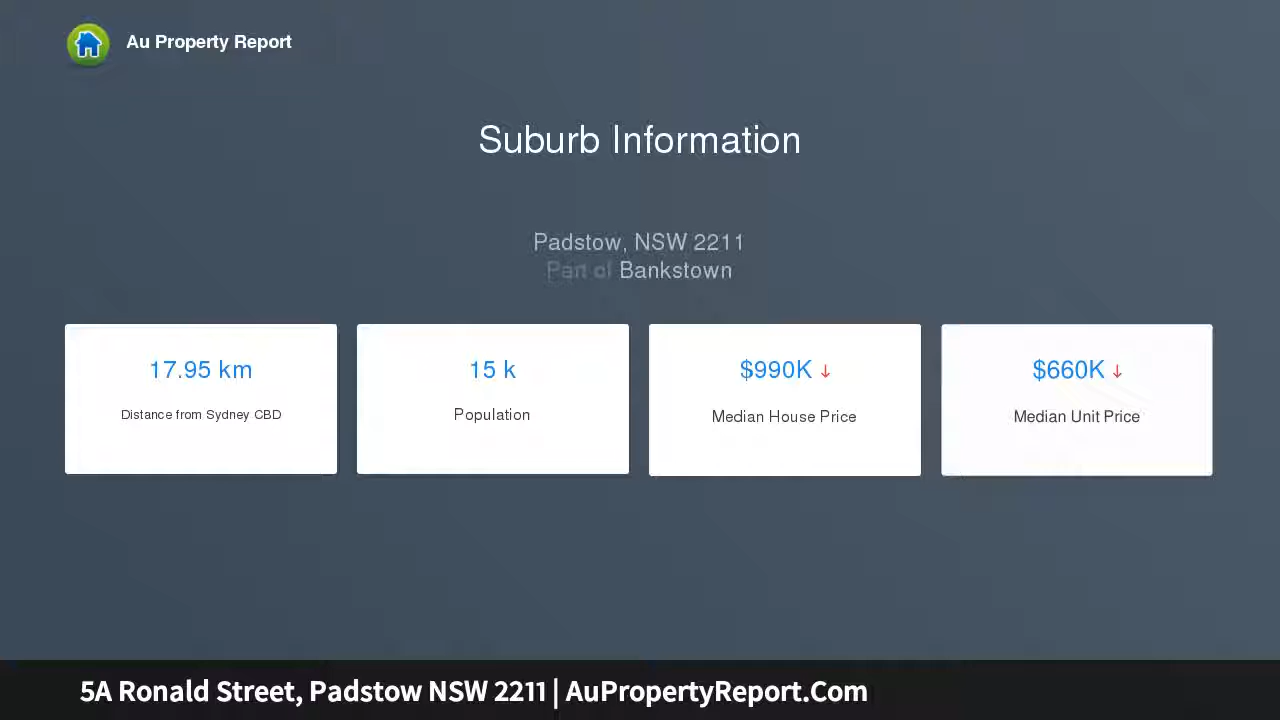 Au Property Report
Suburb Information
Padstow, NSW 2211
Part of Bankstown
17.95 km
Distance from Sydney CBD
15 k
Population
$990K ↓
Median House Price
$660K ↓
Median Unit Price
5A Ronald Street, Padstow NSW 2211 | AuPropertyReport.Com